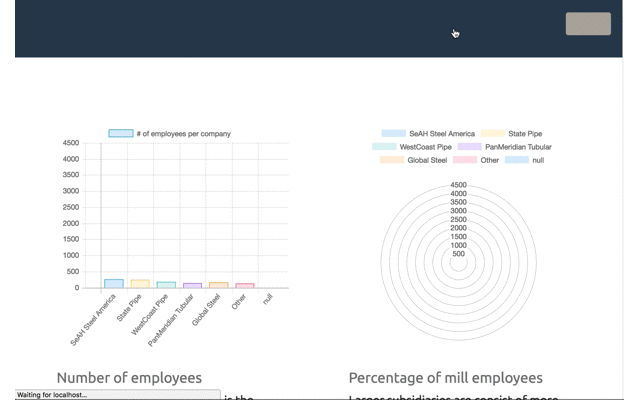 # of employees per company
4500
4000
3500
3000
2500
2000
1500
1000
500
0
SeAH Steel America
State Pipe
WestCoast Pipe
PanMeridian Tubular
Global Steel
Other
null
SeAH Steel America State Pipe
WestCoast Pipe PanMeridian Tubular
Global Steel Other null
4500
4000
3500
3000
2500
2000
1500
1000
500
Number of employees
is the
Percentage of mill employees
Larger subsidiaries are consist of more
Waiting for localhost...